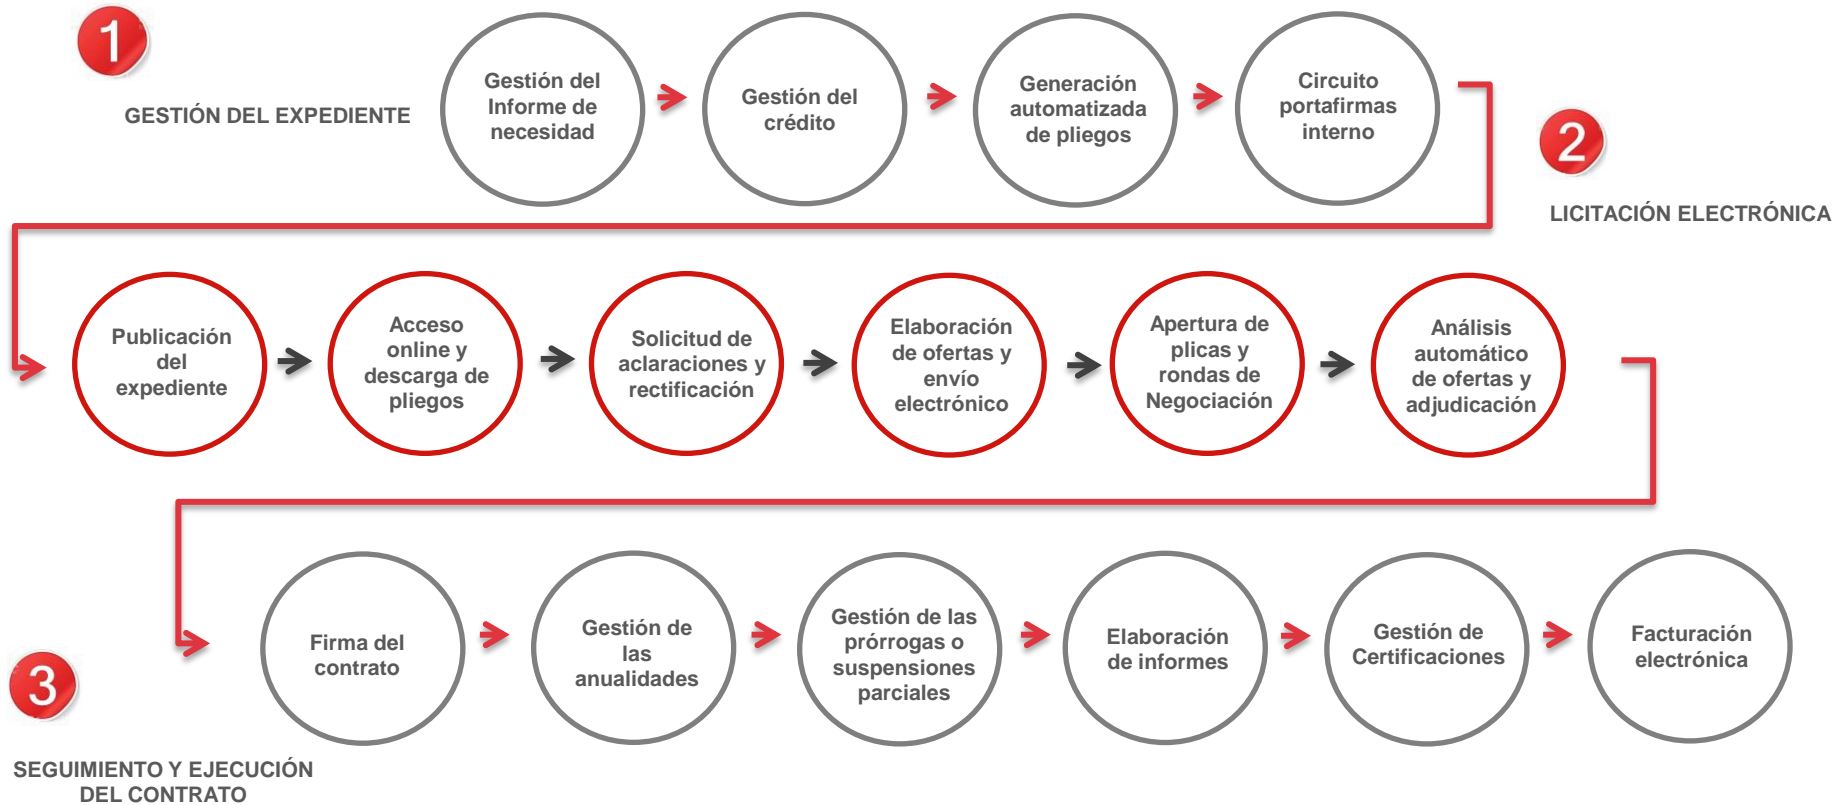 1
GESTIÓN DEL EXPEDIENTE
Gestión del
Informe de
necesidad
Gestión del
crédito
Generación
automatizada
de pliegos
Circuito
portafirmas
interno
2
LICITACIÓN ELECTRÓNICA
Publicación
del
expediente
Acceso
online y
descarga de
pliegos
Solicitud de
aclaraciones y
rectificación
Elaboración
de ofertas y
envío
electrónico
Apertura de
plicas y
rondas de
Negociación
Análisis
automático
de ofertas y
adjudicación
3
SEGUIMIENTO Y EJECUCIÓN
DEL CONTRATO
Firma del
contrato
Gestión de
las
anualidades
Gestión de las
prórrogas o
suspensiones
parciales
Elaboración
de informes
Gestión de
Certificaciones
Facturación
electrónica